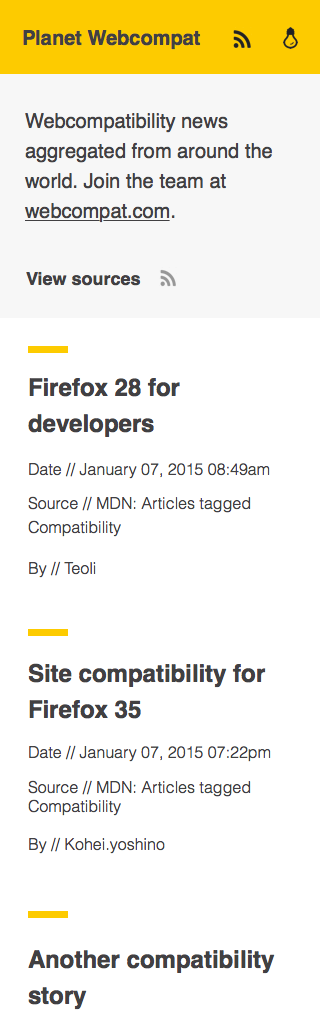 Planet Webcompat
Webcompatibility news
aggregated from around the
world. Join the team at
webcompat.com.
View sources
Firefox 28 for
developers
Date // January 07, 2015 08:49am
Source // MDN: Articles tagged
Compatibility
By // Teoli
Site compatibility for
Firefox 35
Date // January 07, 2015 07:22pm
Source // MDN: Articles tagged
Compatibility
By // Kohei.yoshino
Another compatibility
story